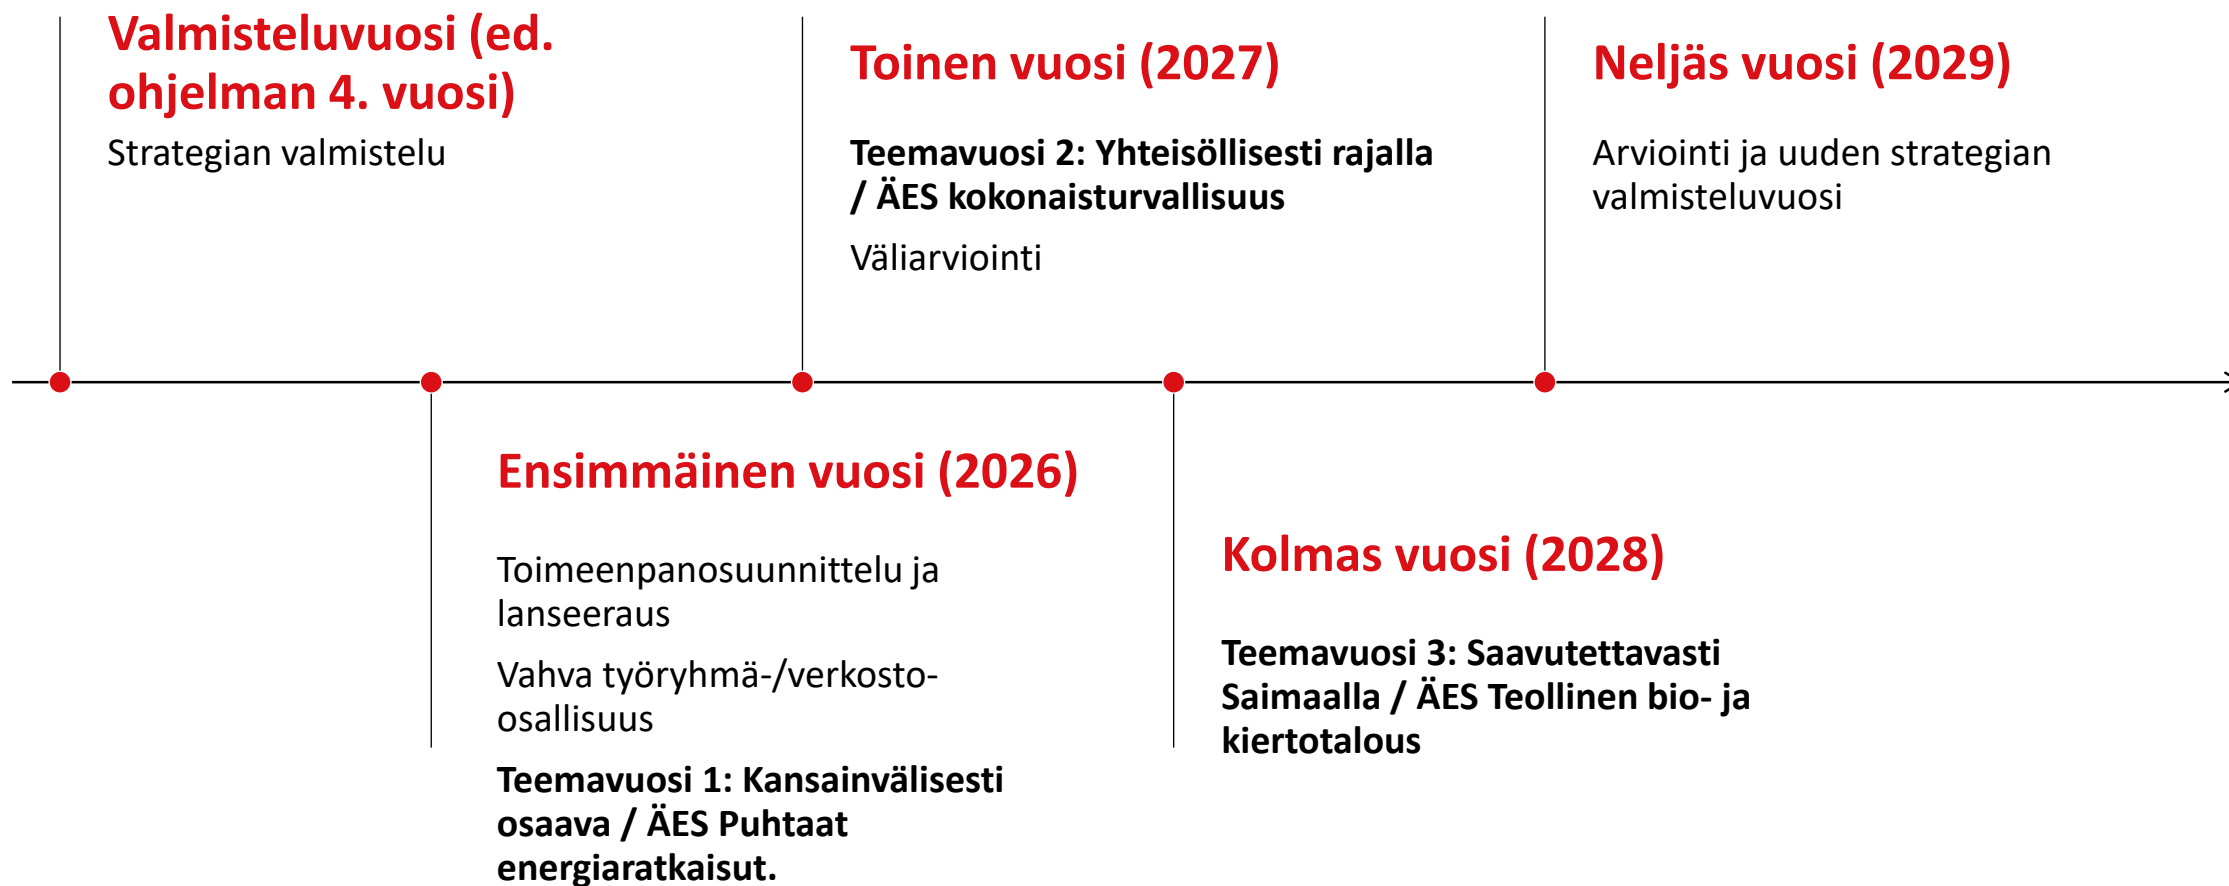 Valmisteluvuosi (ed.
ohjelman 4. vuosi)
Strategian valmistelu
Ensimmäinen vuosi (2026)
Toimeenpanosuunnittelu ja
lanseeraus
Vahva työryhmä-/verkosto-
osallisuus
Teemavuosi 1: Kansainvälisesti
osaava / ÄES Puhtaat
energiaratkaisut.
Toinen vuosi (2027)
Teemavuosi 2: Yhteisöllisesti rajalla
/ ÄES kokonaisturvallisuus
Väliarviointi
Kolmas vuosi (2028)
Teemavuosi 3: Saavutettavasti
Saimaalla / ÄES Teollinen bio- ja
kiertotalous
Neljäs vuosi (2029)
Arviointi ja uuden strategian
valmisteluvuosi